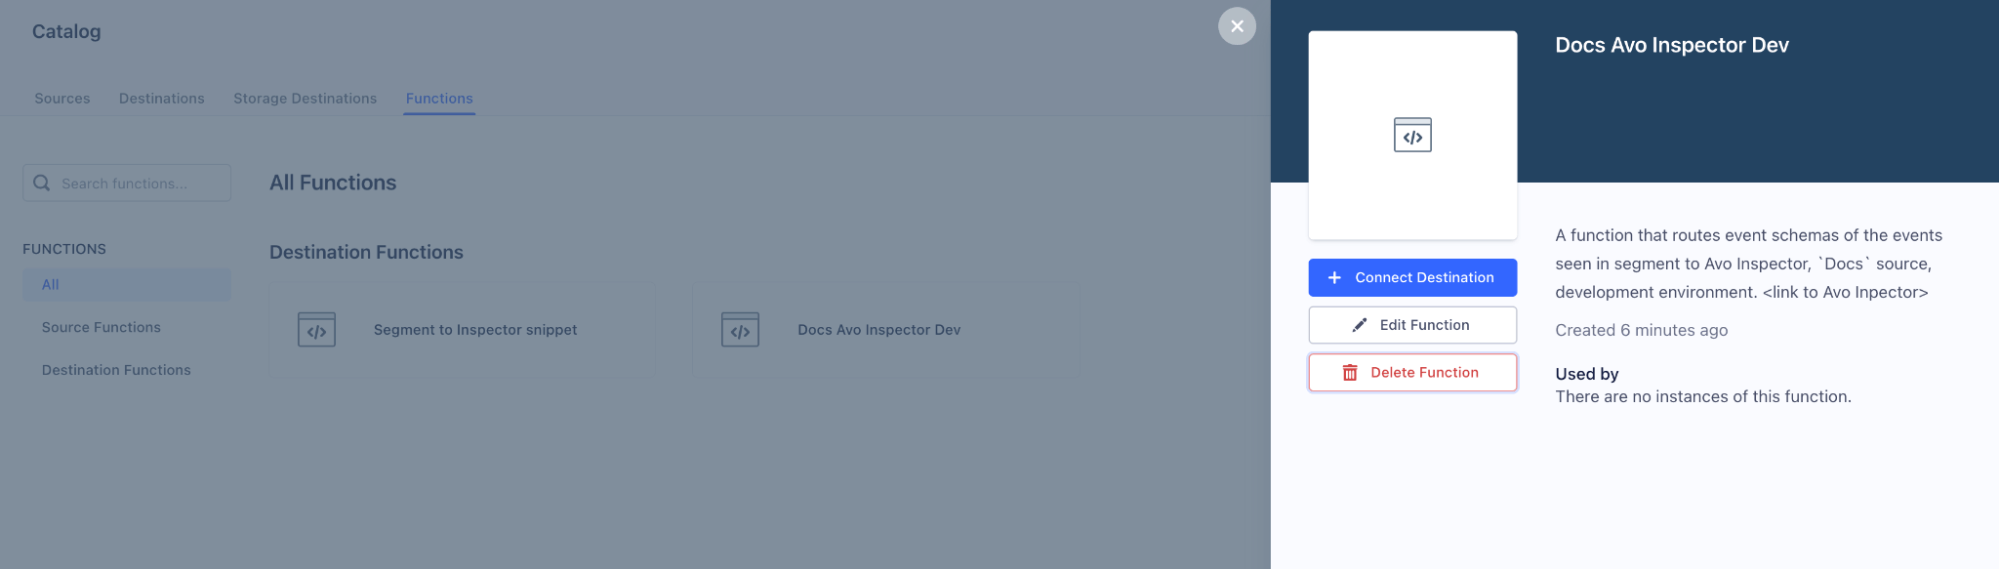 Catalog
Sources
Destinations
Storage Destinations
Functions
Search functions...
FUNCTIONS
All
Source Functions
Destination Functions
All Functions
Destination Functions
Segment to Inspector snippet
Docs Avo Inspector Dev
Docs Avo Inspector Dev
Connect Destination
Edit Function
Delete Function
A function that routes event schemas of the events
seen in segment to Avo Inspector, `Docs` source,
development environment. <link to Avo Inpector>
Created 6 minutes ago
Used by
There are no instances of this function.